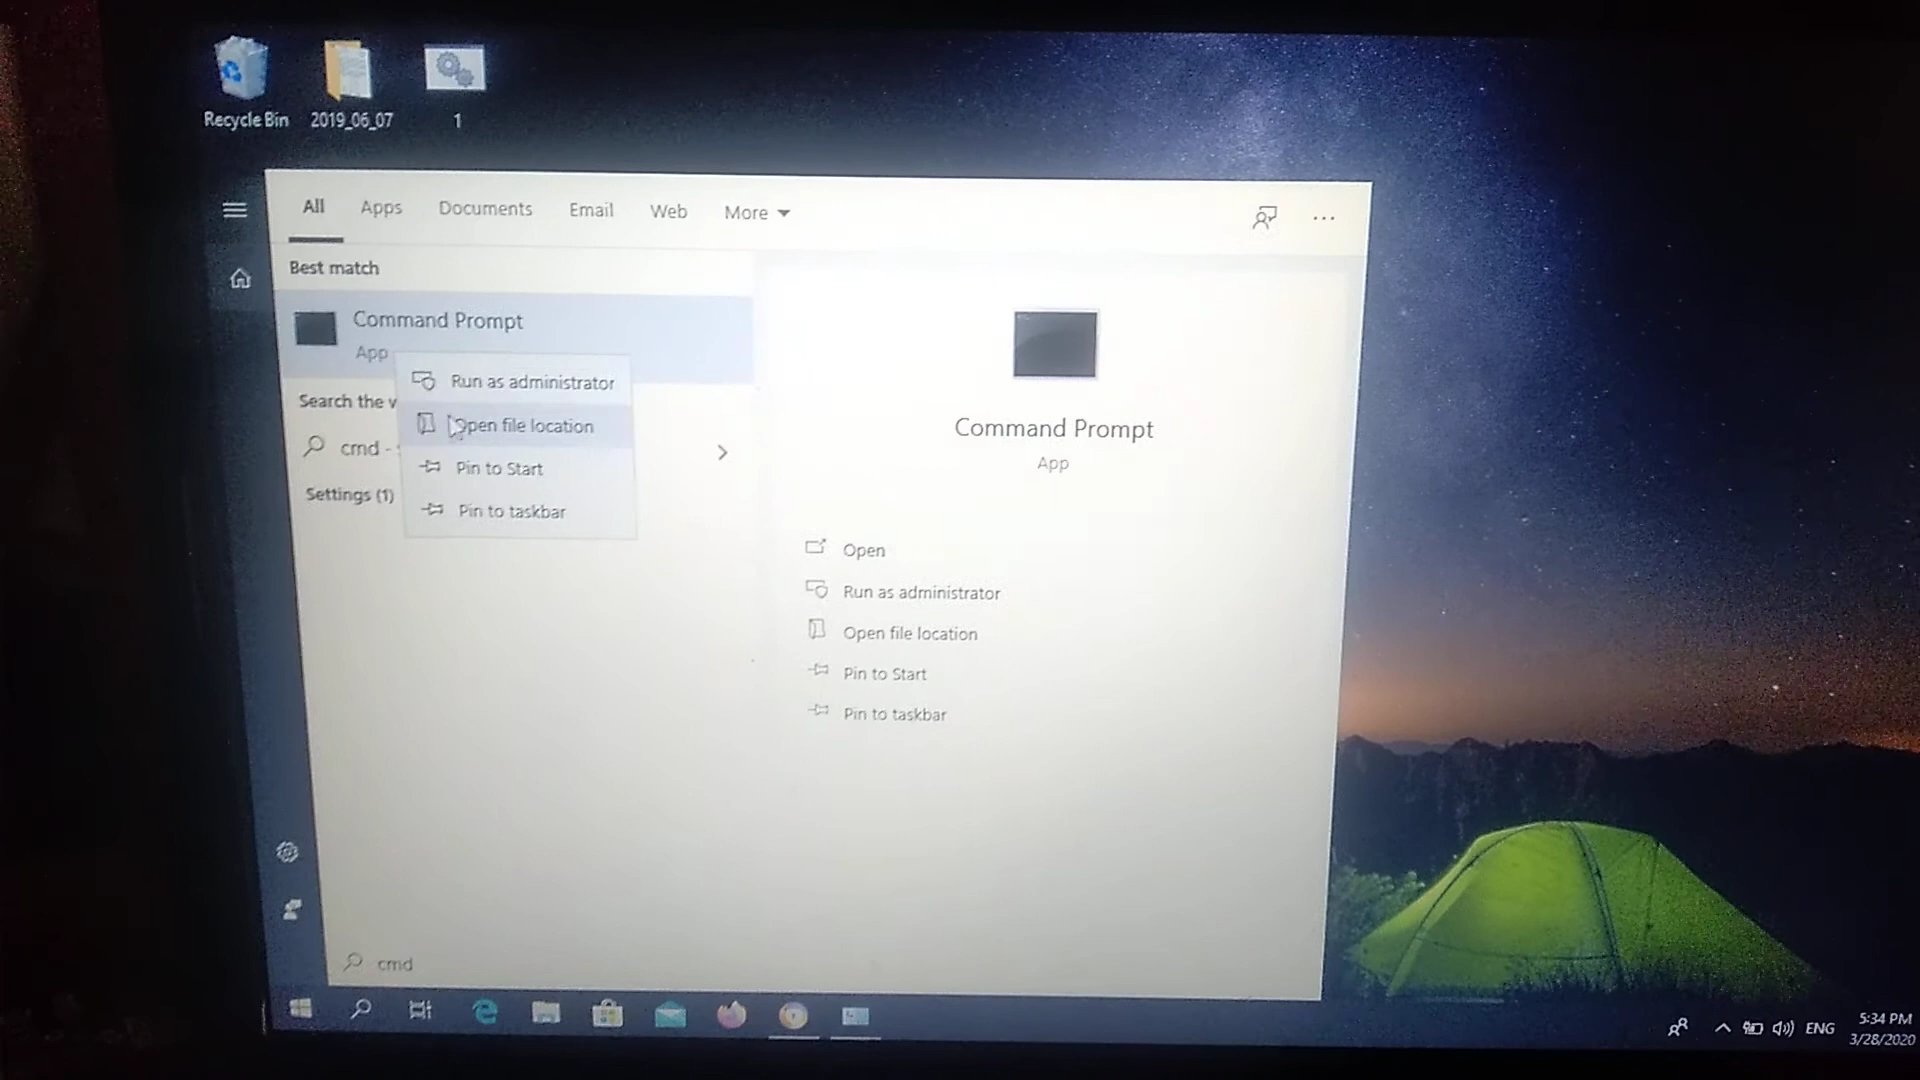 Recycle Bin
2019_06_07
1
All
Apps
Documents
Email
Web
More
Best match
Command Prompt
App
Run as administrator
Search the
Open file location
cmd -
Pin to Start
Settings (1)
Pin to taskbar
Command Prompt
App
Open
Run as administrator
Open file location
Pin to Start
Pin to taskbar
cmd
ENG
5:34 PM
3/28/2020